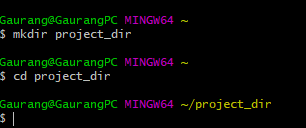 Gaurang@GaurangPC MINGW64 ~
$ mkdir project_dir
Gaurang@GaurangPC MINGW64 ~
$ cd project_dir
Gaurang@GaurangPC MINGW64 ~/project_dir
$